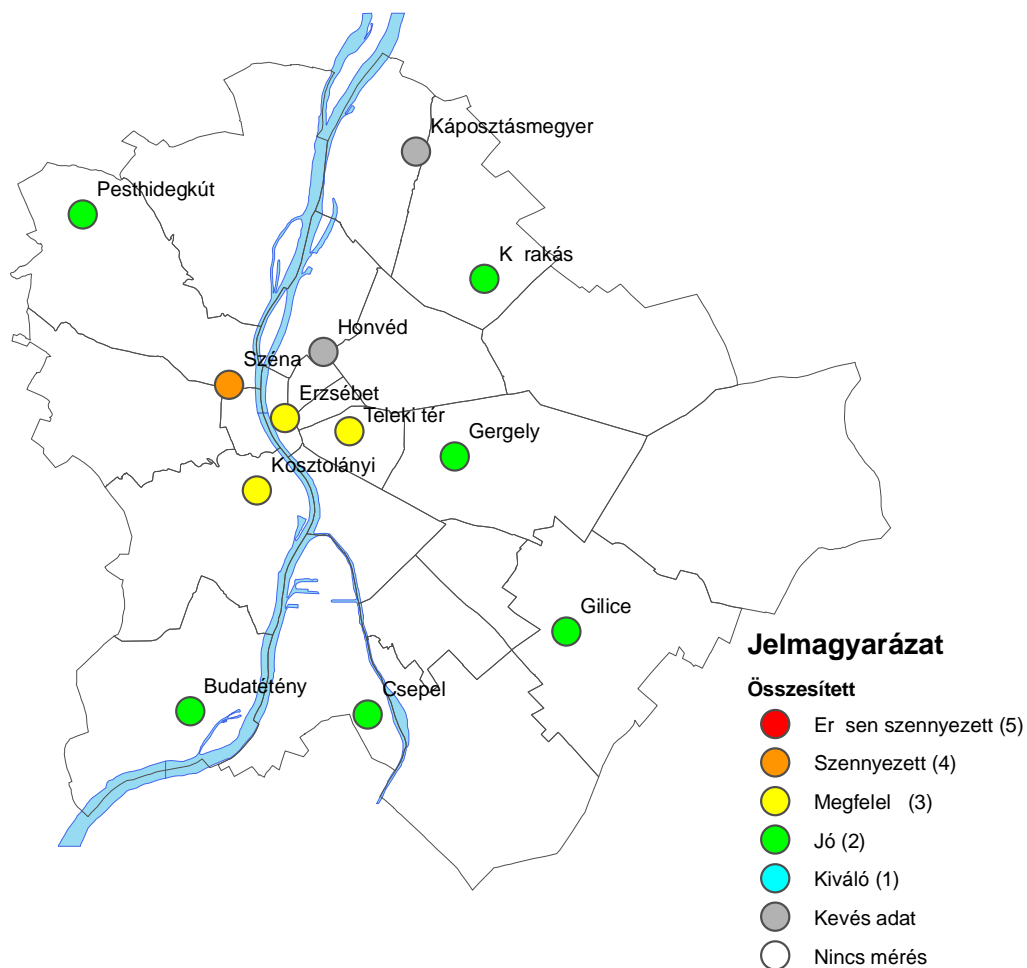 Káposztásmegyer
Pesthidegkút
K rakás
Honvéd
Széna
Erzsébet
Teleki tér
Gergely
Kosztolányi
Gilice
Budatétény
Csepel
Jelmagyarázat
Összesített
Er sen szennyezett (5)
Szennyezett (4)
Megfelel (3)
Jó (2)
Kiváló (1)
Kevés adat
Nincs mérés